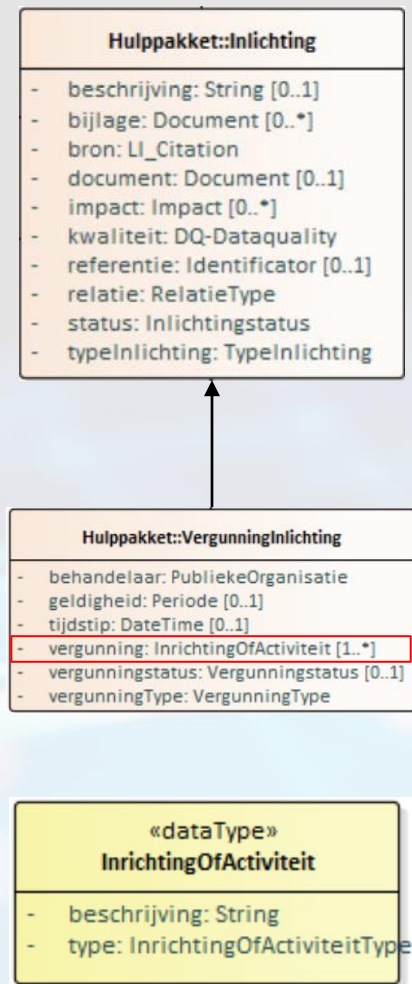 Hulppakket::Inlichting
- beschrijving: String [0..1]
- bijlage: Document [0..*]
- bron: LI_Citation
- document: Document [0..1]
- impact: Impact [0..*]
- kwaliteit: DQ-Dataquality
- referentie: Identificator [0..1]
- relatie: RelatieType
- status: Inlichtingstatus
- typeInlichting: TypeInlichting
Hulppakket::VergunningInlichting
- behandelaar: PubliekeOrganisatie
- geldigheid: Periode [0..1]
- tijdstip: DateTime [0..1]
- vergunning: InrichtingOfActiviteit [1..*]
- vergunningstatus: Vergunningstatus [0..1]
- vergunningType: VergunningType
«dataType»
InrichtingOfActiviteit
- beschrijving: String
- type: InrichtingOfActiviteitType